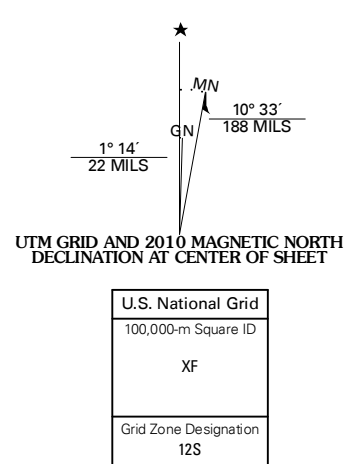 ★
MN
GN
10° 33´
188 MILS
1° 14´
22 MILS
UTM GRID AND 2010 MAGNETIC NORTH
DECLINATION AT CENTER OF SHEET
U.S. National Grid
100,000-m Square ID
XF
Grid Zone Designation
12S